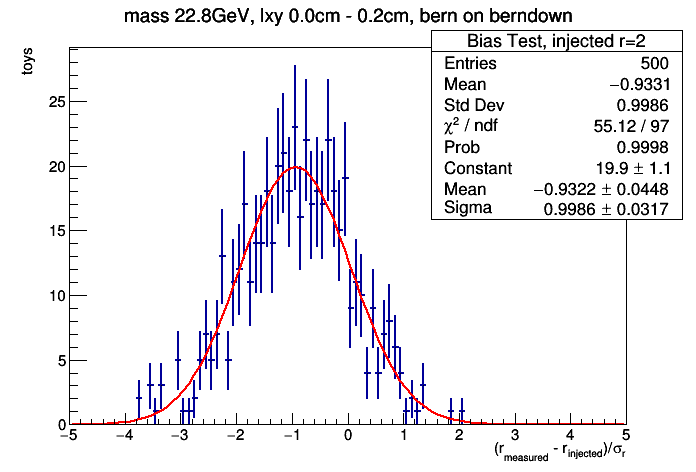 mass 22.8GeV, lxy 0.0cm - 0.2cm, bern on berndown
toys
Bias Test, injected r=2
Entries 500
Mean −0.9331
Std Dev 0.9986
χ² / ndf 55.12 / 97
Prob 0.9998
Constant 19.9 ± 1.1
Mean −0.9322 ± 0.0448
Sigma 0.9986 ± 0.0317
25
20
15
10
5
0
−5 −4 −3 −2 −1 0 1 2 3 4 5
(r_measured - r_injected)/σ_r